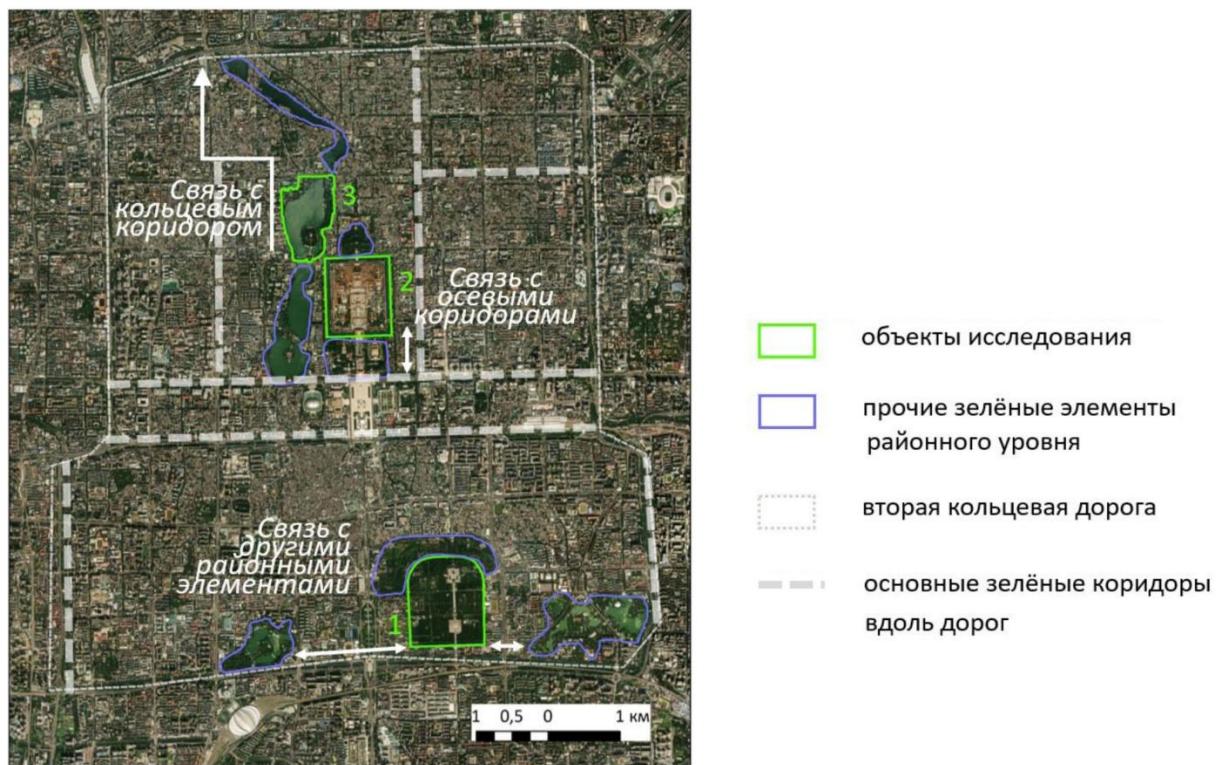 Связь с
кольцевым
коридором
3
2
Связь с
осевыми
коридорами
Связь с
другими
районными
элементами
1
1 0,5 0 1 км
объекты исследования
прочие зелёные элементы
районного уровня
вторая кольцевая дорога
основные зелёные коридоры
вдоль дорог